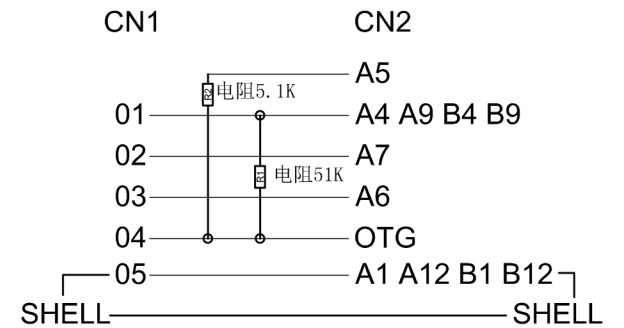 CN1 CN2
A5
R2 电阻5.1K
01 A4 A9 B4 B9
02 A7
R1 电阻51K
03 A6
04 OTG
05 A1 A12 B1 B12
SHELL SHELL